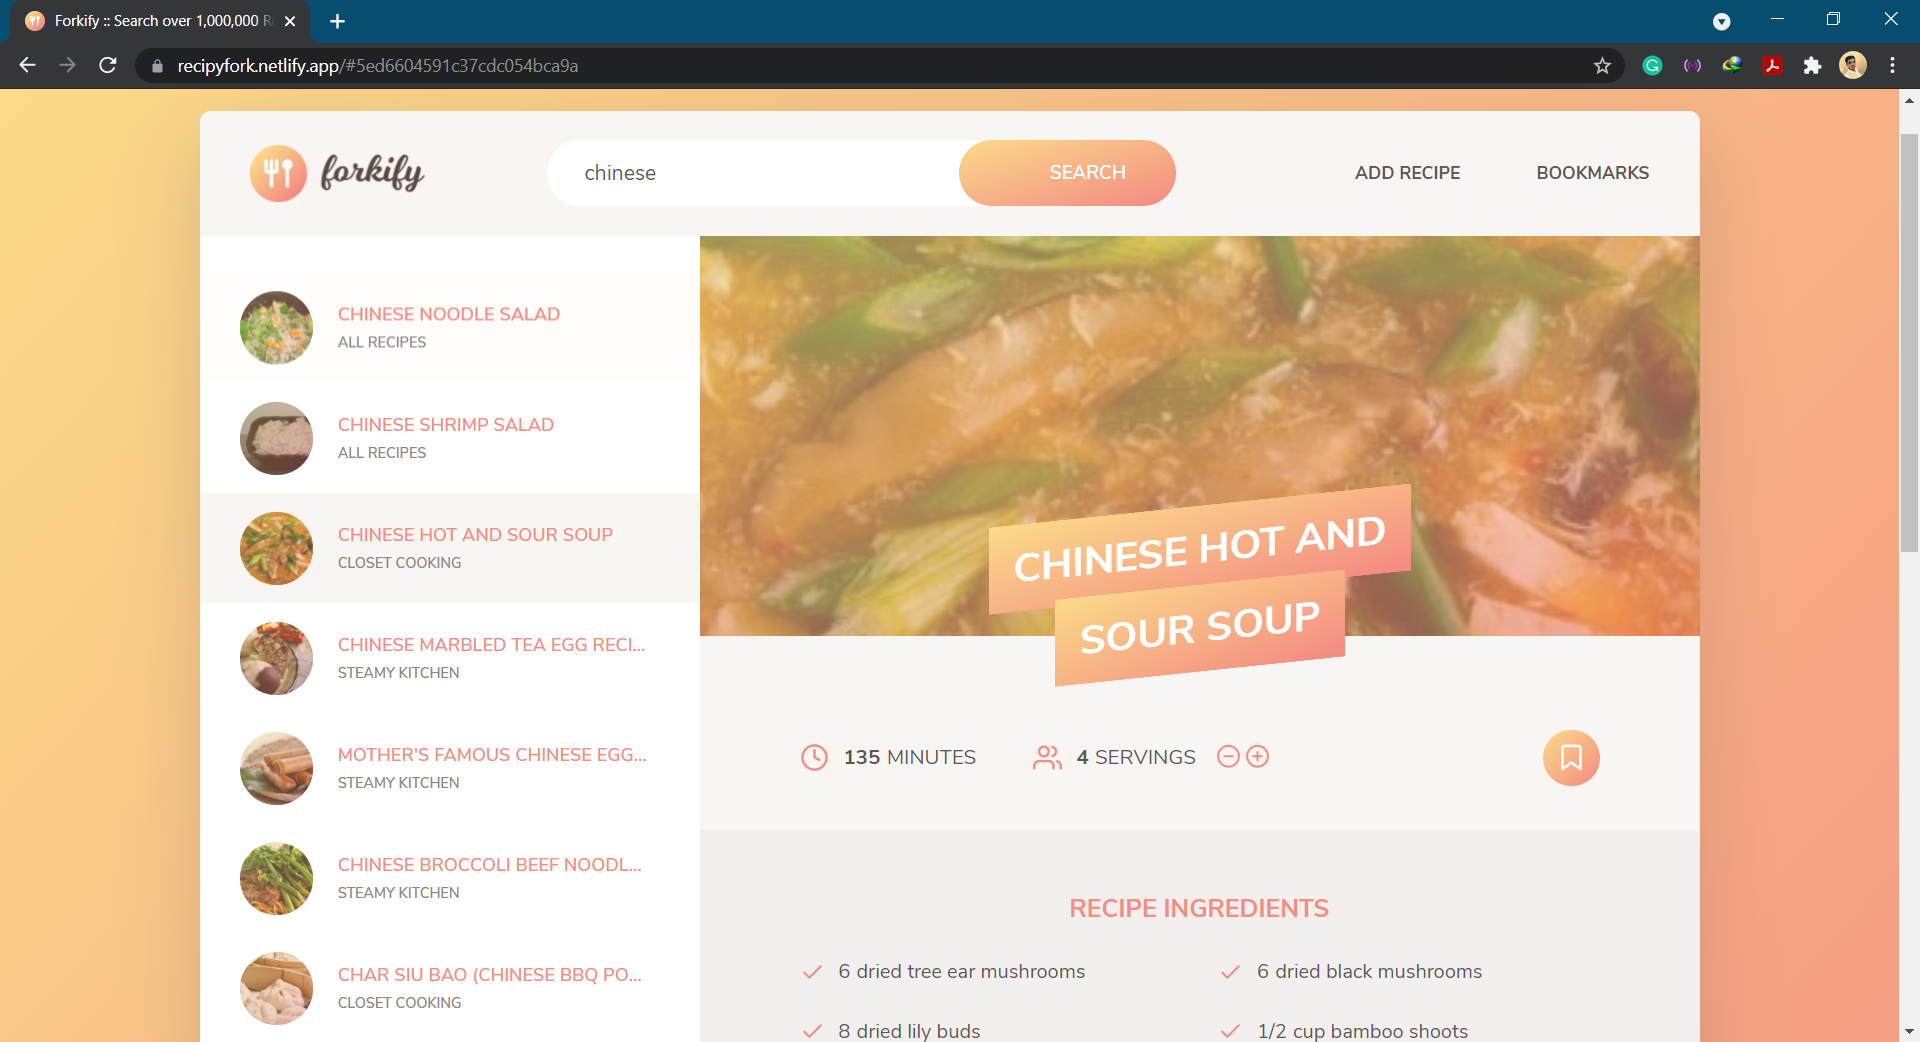 Forkify :: Search over 1,000,000 R
recipyfork.netlify.app/#5ed6604591c37cdc054bca9a
forkify
chinese
SEARCH
ADD RECIPE
BOOKMARKS
CHINESE NOODLE SALAD
ALL RECIPES
CHINESE SHRIMP SALAD
ALL RECIPES
CHINESE HOT AND SOUR SOUP
CLOSET COOKING
CHINESE MARBLED TEA EGG RECI...
STEAMY KITCHEN
MOTHER'S FAMOUS CHINESE EGG...
STEAMY KITCHEN
CHINESE BROCCOLI BEEF NOODL...
STEAMY KITCHEN
CHAR SIU BAO (CHINESE BBQ PO...
CLOSET COOKING
CHINESE HOT AND
SOUR SOUP
135 MINUTES
4 SERVINGS
RECIPE INGREDIENTS
6 dried tree ear mushrooms
6 dried black mushrooms
8 dried lily buds
1/2 cup bamboo shoots